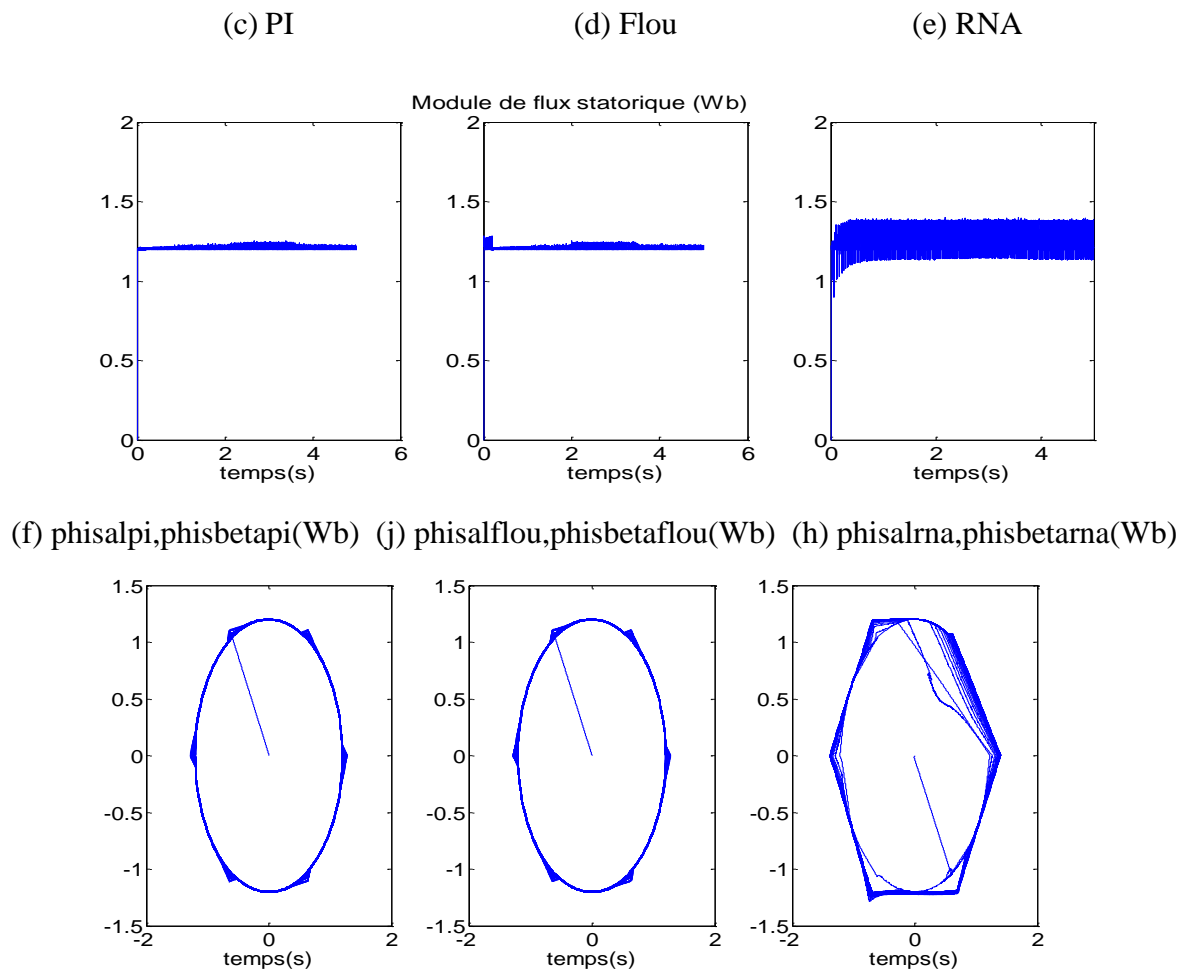 (c) PI (d) Flou (e) RNA
Module de flux statorique (Wb)
2 2 2
1.5 1.5 1.5
1 1 1
0.5 0.5 0.5
0 0 0
0 2 4 6 0 2 4 6 0 2 4
temps(s) temps(s) temps(s)
(f) phisalpi,phisbetapi(Wb) (j) phisalflou,phisbetaflou(Wb) (h) phisalrna,phisbetarna(Wb)
1.5 1.5 1.5
1 1 1
0.5 0.5 0.5
0 0 0
-0.5 -0.5 -0.5
-1 -1 -1
-1.5 -1.5 -1.5
-2 0 2 -2 0 2 -2 0 2
temps(s) temps(s) temps(s)